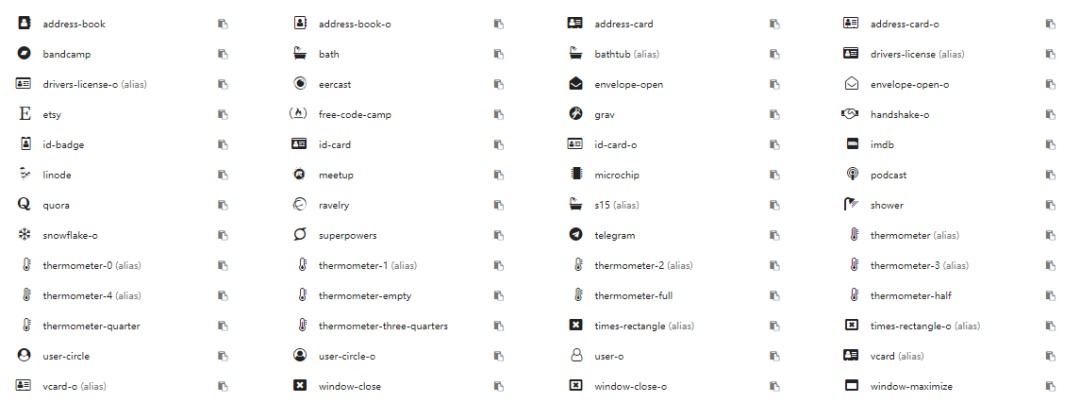 address-book address-book-o address-card address-card-o
bandcamp bath bathtub (alias) drivers-license (alias)
drivers-license-o (alias) eercast envelope-open envelope-open-o
etsy free-code-camp grav handshake-o
id-badge id-card id-card-o imdb
linode meetup microchip podcast
quora ravelry s15 (alias) shower
snowflake-o superpowers telegram thermometer (alias)
thermometer-0 (alias) thermometer-1 (alias) thermometer-2 (alias) thermometer-3 (alias)
thermometer-4 (alias) thermometer-empty thermometer-full thermometer-half
thermometer-quarter thermometer-three-quarters times-rectangle (alias) times-rectangle-o (alias)
user-circle user-circle-o user-o vcard (alias)
vcard-o (alias) window-close window-close-o window-maximize